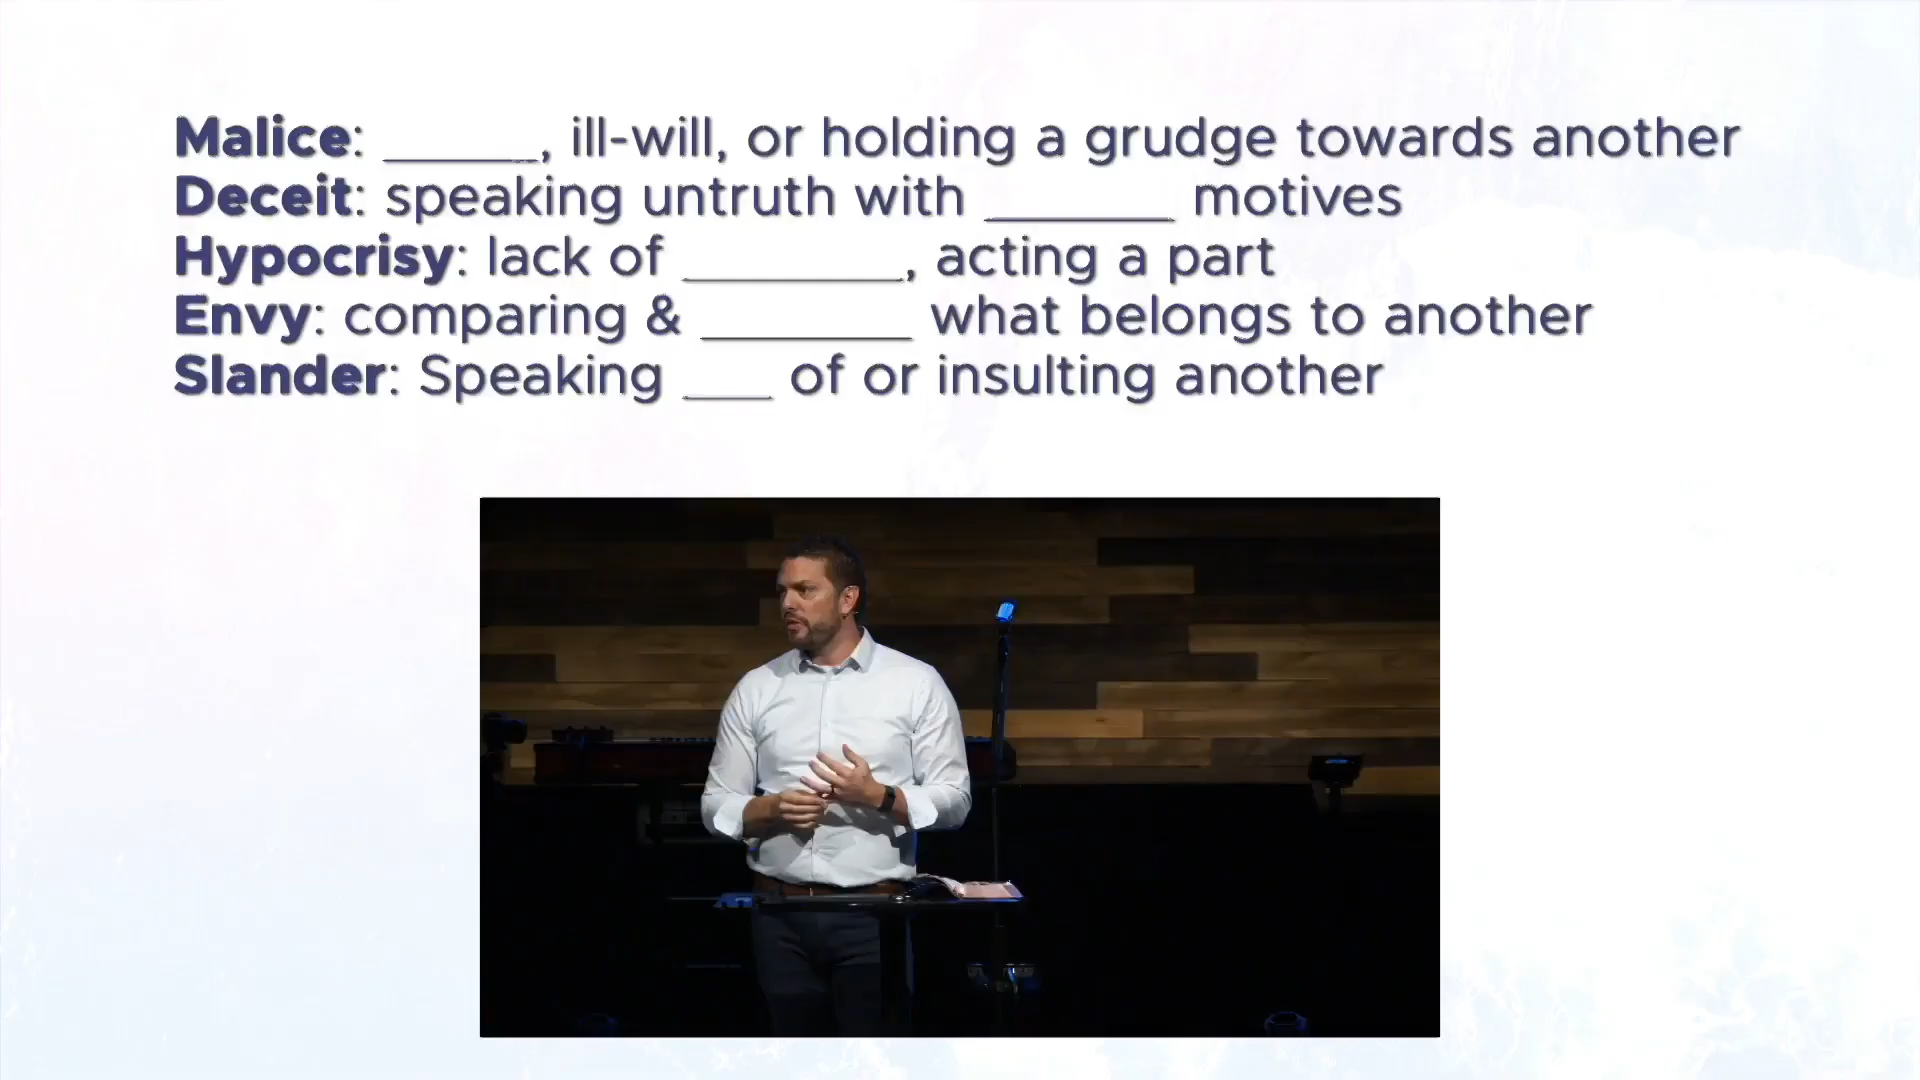 Malice: ______, ill-will, or holding a grudge towards another
Deceit: speaking untruth with _______ motives
Hypocrisy: lack of ________, acting a part
Envy: comparing & ________ what belongs to another
Slander: Speaking ___ of or insulting another